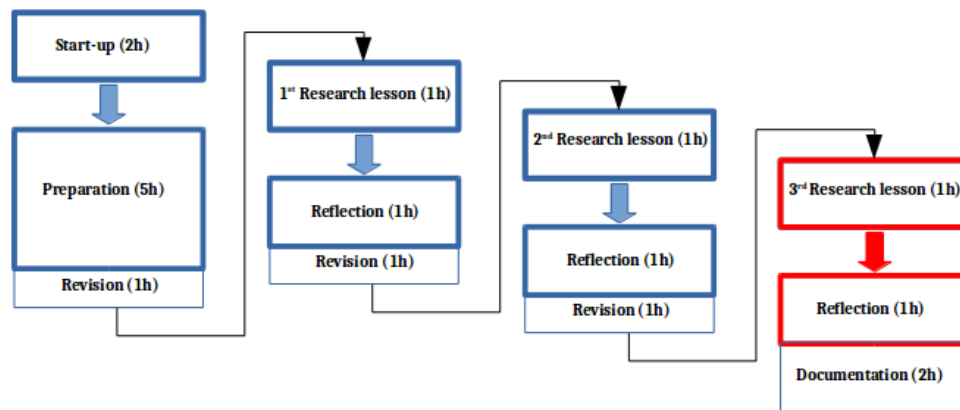 Start-up (2h)
Preparation (5h)
Revision (1h)
1st Research lesson (1h)
Reflection (1h)
Revision (1h)
2nd Research lesson (1h)
Reflection (1h)
Revision (1h)
3rd Research lesson (1h)
Reflection (1h)
Documentation (2h)